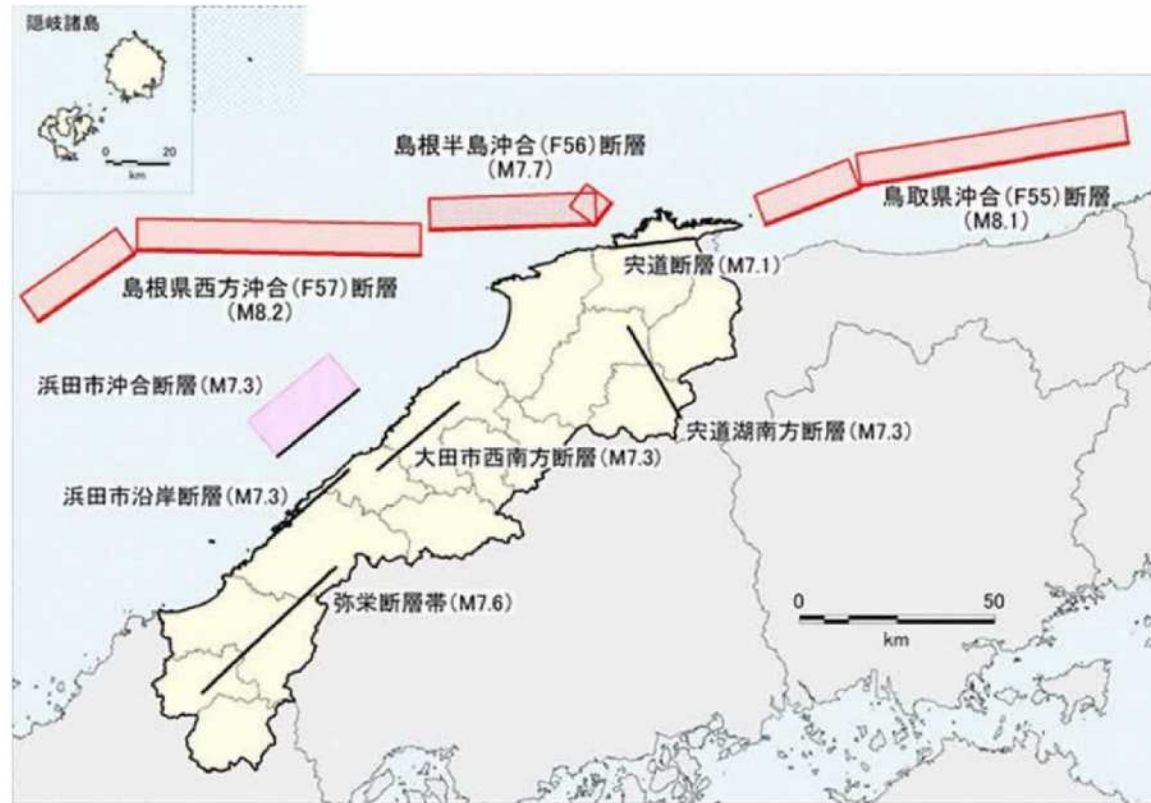 隠岐諸島
0 20
km
島根半島沖合(F56)断層
(M7.7)
鳥取県沖合(F55)断層
(M8.1)
宍道断層(M7.1)
島根県西方沖合(F57)断層
(M8.2)
浜田市沖合断層(M7.3)
宍道湖南方断層(M7.3)
大田市西南方断層(M7.3)
浜田市沿岸断層(M7.3)
弥栄断層帯(M7.6)
0 50
km